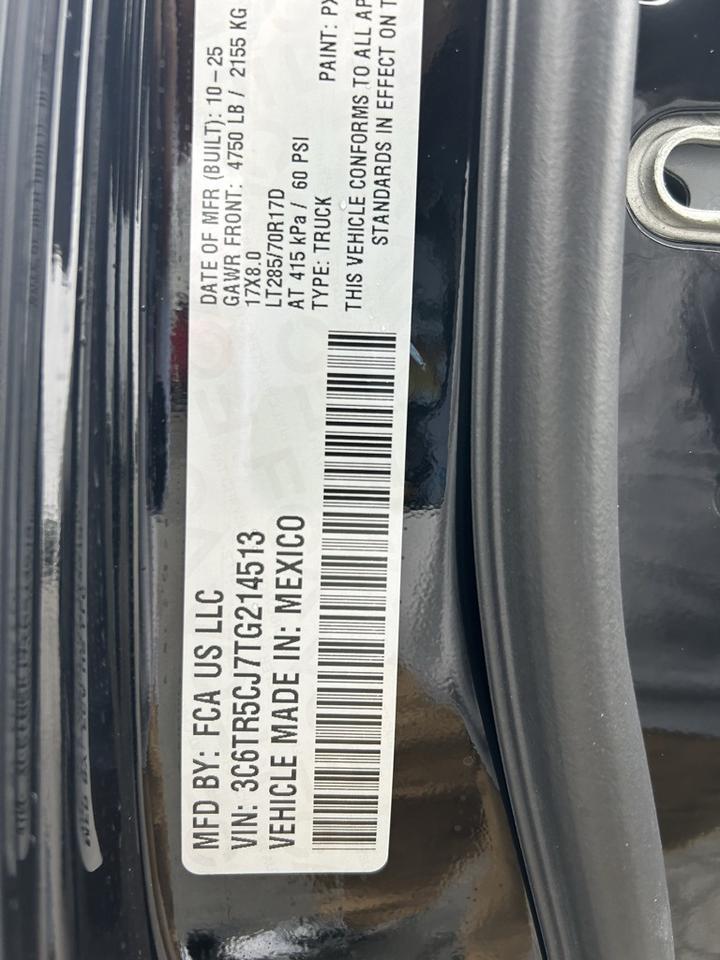 MFD BY: FCA US LLC
VIN: 3C6TR5CJ7TG214513
VEHICLE MADE IN: MEXICO
DATE OF MFR (BUILT): 10-25
GAWR FRONT: 4750 LB / 2155 KG
17X8.0
LT285/70R17D
AT 415 kPa / 60 PSI
TYPE: TRUCK PAINT: PX
THIS VEHICLE CONFORMS TO ALL AP
STANDARDS IN EFFECT ON T